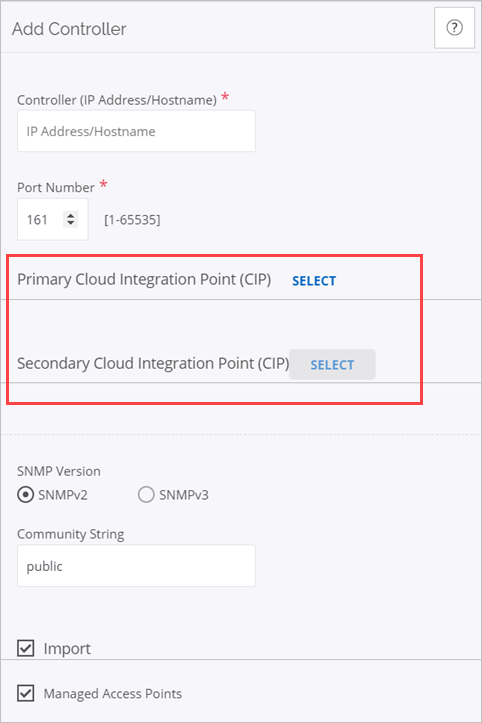 Add Controller
?
Controller (IP Address/Hostname) *
IP Address/Hostname
Port Number *
161 [1-65535]
Primary Cloud Integration Point (CIP) SELECT
Secondary Cloud Integration Point (CIP) SELECT
SNMP Version
SNMPv2 SNMPv3
Community String
public
Import
Managed Access Points